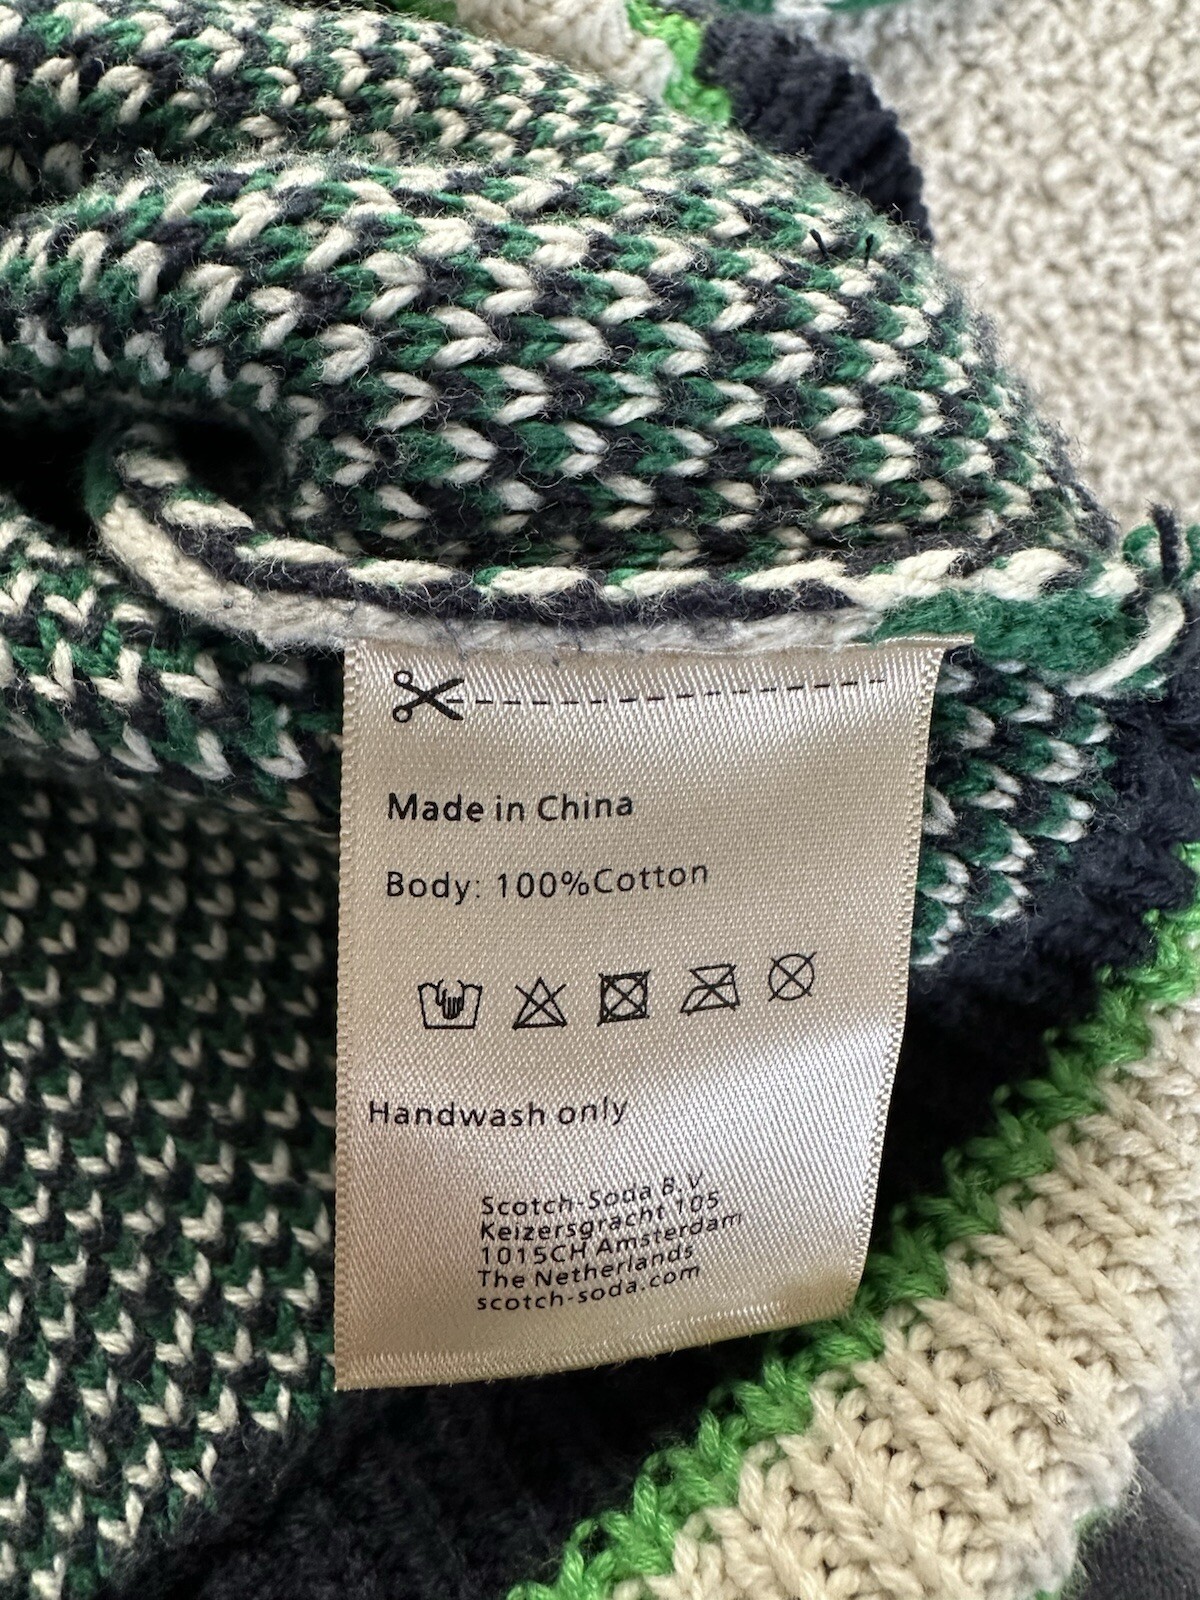 Made in China
Body: 100%Cotton
Handwash only
Scotch-Soda B.V
Keizersgracht 105
1015CH Amsterdam
The Netherlands
scotch-soda.com